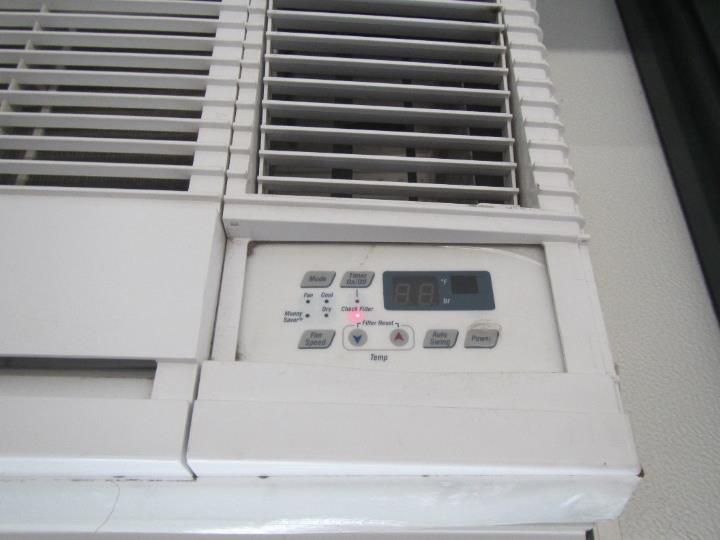 Mode
Timer
On/Off
°F
hr
Fan Cool
Money
Saver™
Dry
Check Filter
Filter Reset
Fan
Speed
Temp
Auto
Swing
Power